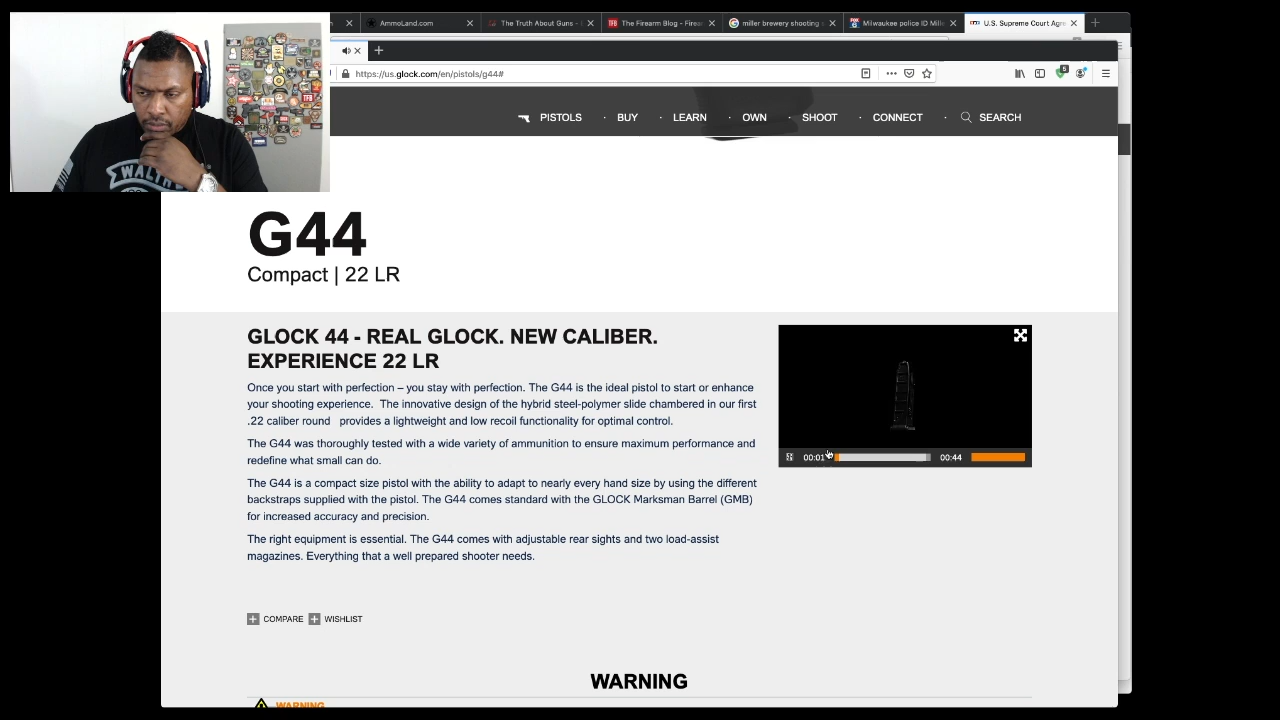 AmmoLand.com
The Truth About Guns -
The Firearm Blog - Firear
miller brewery shooting
Milwaukee police ID Mill
U.S. Supreme Court Agre
https://us.glock.com/en/pistols/g44#
PISTOLS · BUY · LEARN · OWN · SHOOT · CONNECT · SEARCH
WALTHER
G44
Compact | 22 LR
GLOCK 44 - REAL GLOCK. NEW CALIBER.
EXPERIENCE 22 LR
Once you start with perfection – you stay with perfection. The G44 is the ideal pistol to start or enhance
your shooting experience. The innovative design of the hybrid steel-polymer slide chambered in our first
.22 caliber round provides a lightweight and low recoil functionality for optimal control.
The G44 was thoroughly tested with a wide variety of ammunition to ensure maximum performance and
redefine what small can do.
The G44 is a compact size pistol with the ability to adapt to nearly every hand size by using the different
backstraps supplied with the pistol. The G44 comes standard with the GLOCK Marksman Barrel (GMB)
for increased accuracy and precision.
The right equipment is essential. The G44 comes with adjustable rear sights and two load-assist
magazines. Everything that a well prepared shooter needs.
00:01
00:44
COMPARE WISHLIST
WARNING
WARNING